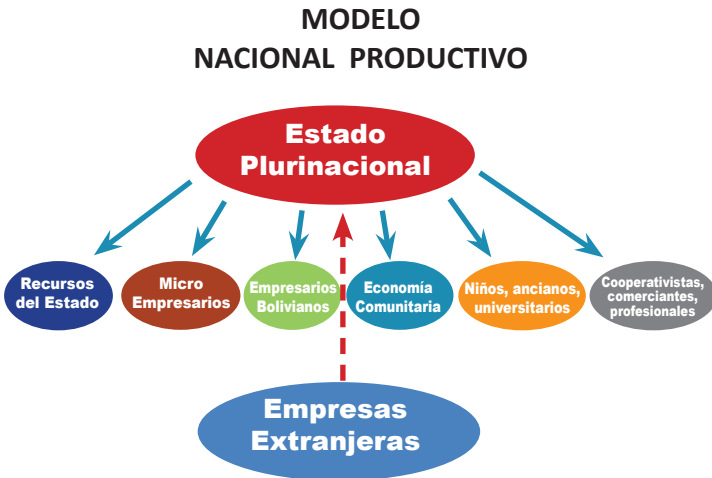 MODELO
NACIONAL PRODUCTIVO
Estado
Plurinacional
Recursos
del Estado
Micro
Empresarios
Empresarios
Bolivianos
Economía
Comunitaria
Niños, ancianos,
universitarios
Cooperativistas,
comerciantes,
profesionales
Empresas
Extranjeras